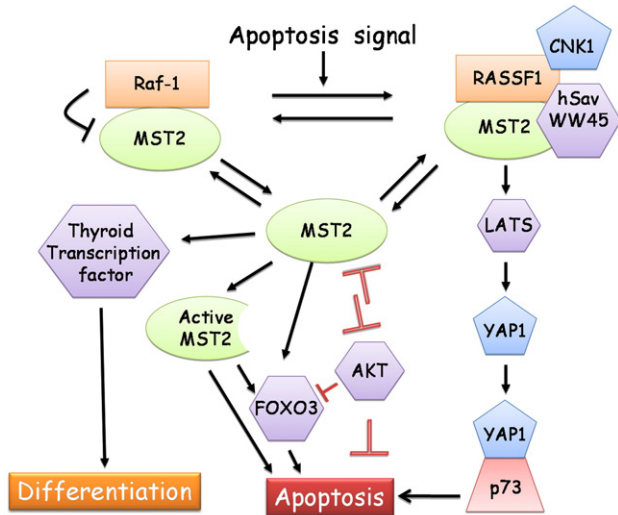 Apoptosis signal
CNK1
Raf-1
RASSF1
hSav
WW45
MST2
MST2
Thyroid
Transcription
factor
MST2
LATS
Active
MST2
YAP1
AKT
FOXO3
YAP1
Differentiation
Apoptosis
p73